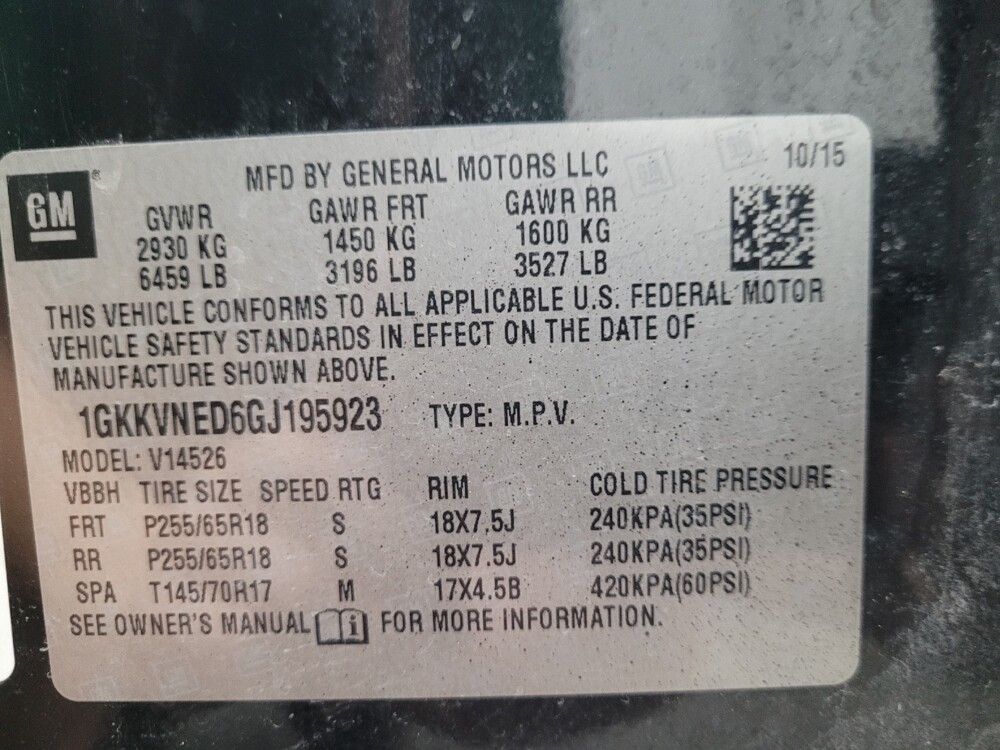 GM
MFD BY GENERAL MOTORS LLC 10/15
GVWR GAWR FRT GAWR RR
2930 KG 1450 KG 1600 KG
6459 LB 3196 LB 3527 LB
THIS VEHICLE CONFORMS TO ALL APPLICABLE U.S. FEDERAL MOTOR
VEHICLE SAFETY STANDARDS IN EFFECT ON THE DATE OF
MANUFACTURE SHOWN ABOVE.
1GKKVNED6GJ195923 TYPE: M.P.V.
MODEL: V14526
VBBH TIRE SIZE SPEED RTG RIM COLD TIRE PRESSURE
FRT P255/65R18 S 18X7.5J 240KPA(35PSI)
RR P255/65R18 S 18X7.5J 240KPA(35PSI)
SPA T145/70R17 M 17X4.5B 420KPA(60PSI)
SEE OWNER'S MANUAL i FOR MORE INFORMATION.